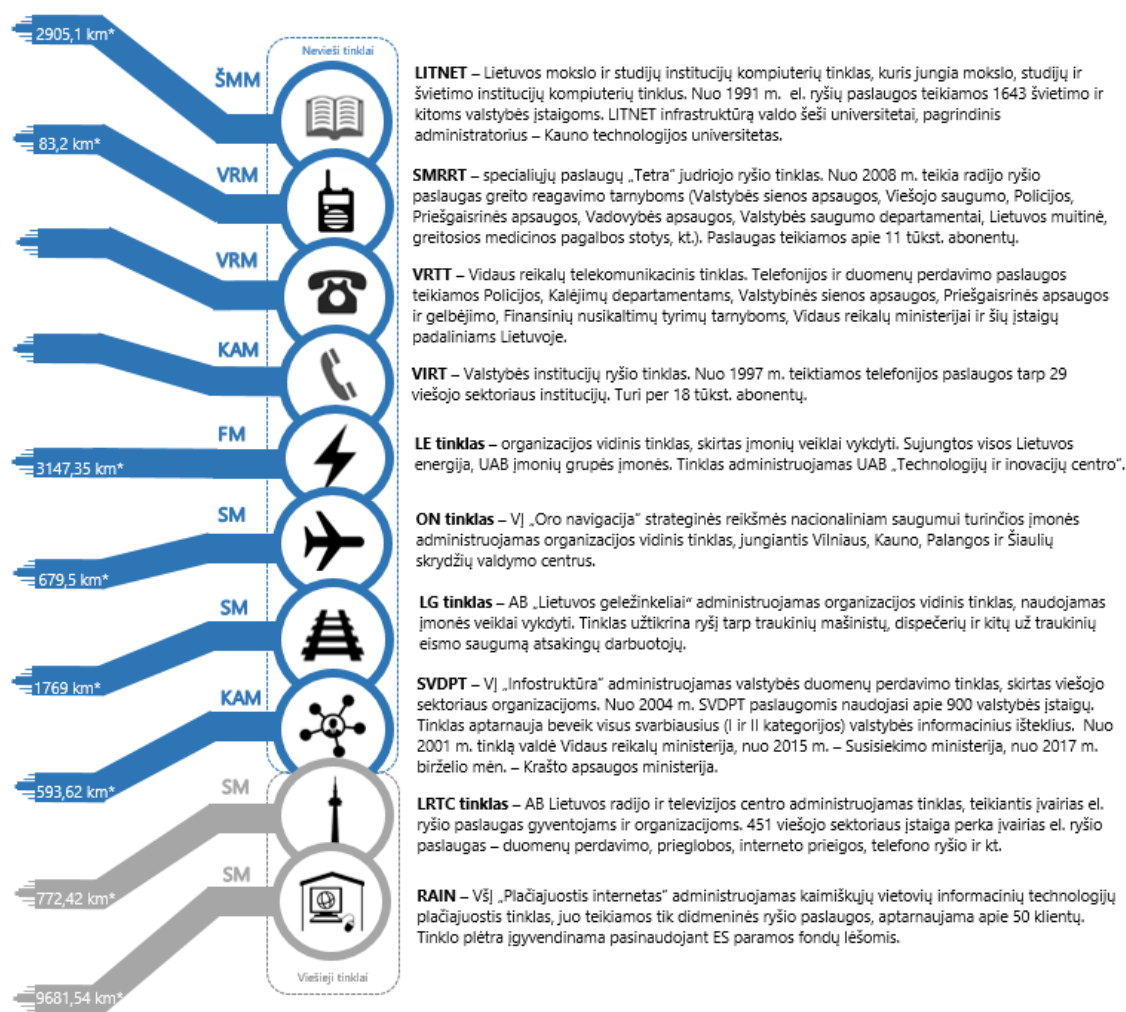 2905,1 km*
Nevieši tinklai
ŠMM
LITNET – Lietuvos mokslo ir studijų institucijų kompiuterių tinklas, kuris jungia mokslo, studijų ir
švietimo institucijų kompiuterių tinklus. Nuo 1991 m. el. ryšių paslaugos teikiamos 1643 švietimo ir
kitoms valstybės įstaigoms. LITNET infrastruktūrą valdo šeši universitetai, pagrindinis
administratorius – Kauno technologijos universitetas.
83,2 km*
VRM
SMRRT – specialiųjų paslaugų „Tetra“ judriojo ryšio tinklas. Nuo 2008 m. teikia radijo ryšio
paslaugas greito reagavimo tarnyboms (Valstybės sienos apsaugos, Viešojo saugumo, Policijos,
Priešgaisrinės apsaugos, Vadovybės apsaugos, Valstybės saugumo departamentai, Lietuvos muitinė,
greitosios medicinos pagalbos stotys, kt.). Paslaugas teikiamos apie 11 tūkst. abonentų.
VRM
VRTT – Vidaus reikalų telekomunikacinis tinklas. Telefonijos ir duomenų perdavimo paslaugos
teikiamos Policijos, Kalėjimų departamentams, Valstybinės sienos apsaugos, Priešgaisrinės apsaugos
ir gelbėjimo, Finansinių nusikaltimų tyrimų tarnyboms, Vidaus reikalų ministerijai ir šių įstaigų
padaliniams Lietuvoje.
KAM
VIRT – Valstybės institucijų ryšio tinklas. Nuo 1997 m. teiktiamos telefonijos paslaugos tarp 29
viešojo sektoriaus institucijų. Turi per 18 tūkst. abonentų.
FM
3147,35 km*
LE tinklas – organizacijos vidinis tinklas, skirtas įmonių veiklai vykdyti. Sujungtos visos Lietuvos
energija, UAB įmonių grupės įmonės. Tinklas administruojamas UAB „Technologijų ir inovacijų centro“.
SM
679,5 km*
ON tinklas – VĮ „Oro navigacija“ strateginės reikšmės nacionaliniam saugumui turinčios įmonės
administruojamas organizacijos vidinis tinklas, jungiantis Vilniaus, Kauno, Palangos ir Šiaulių
skrydžių valdymo centrus.
SM
1769 km*
LG tinklas – AB „Lietuvos geležinkeliai“ administruojamas organizacijos vidinis tinklas, naudojamas
įmonės veiklai vykdyti. Tinklas užtikrina ryšį tarp traukinių mašinistų, dispečerių ir kitų už traukinių
eismo saugumą atsakingų darbuotojų.
KAM
593,62 km*
SVDPT – VĮ „Infostruktūra“ administruojamas valstybės duomenų perdavimo tinklas, skirtas viešojo
sektoriaus organizacijoms. Nuo 2004 m. SVDPT paslaugomis naudojasi apie 900 valstybės įstaigų.
Tinklas aptarnauja beveik visus svarbiausius (I ir II kategorijos) valstybės informacinius išteklius. Nuo
2001 m. tinklą valdė Vidaus reikalų ministerija, nuo 2015 m. – Susisiekimo ministerija, nuo 2017 m.
birželio mėn. – Krašto apsaugos ministerija.
SM
772,42 km*
LRTC tinklas – AB Lietuvos radijo ir televizijos centro administruojamas tinklas, teikiantis įvairias el.
ryšio paslaugas gyventojams ir organizacijoms. 451 viešojo sektoriaus įstaiga perka įvairias el. ryšio
paslaugas – duomenų perdavimo, prieglobos, interneto prieigos, telefono ryšio ir kt.
SM
9681,54 km*
RAIN – VšĮ „Plačiajuostis internetas“ administruojamas kaimiškųjų vietovių informacinių technologijų
plačiajuostis tinklas, juo teikiamos tik didmeninės ryšio paslaugos, aptarnaujama apie 50 klientų.
Tinklo plėtra įgyvendinama pasinaudojant ES paramos fondų lėšomis.
Viešieji tinklai